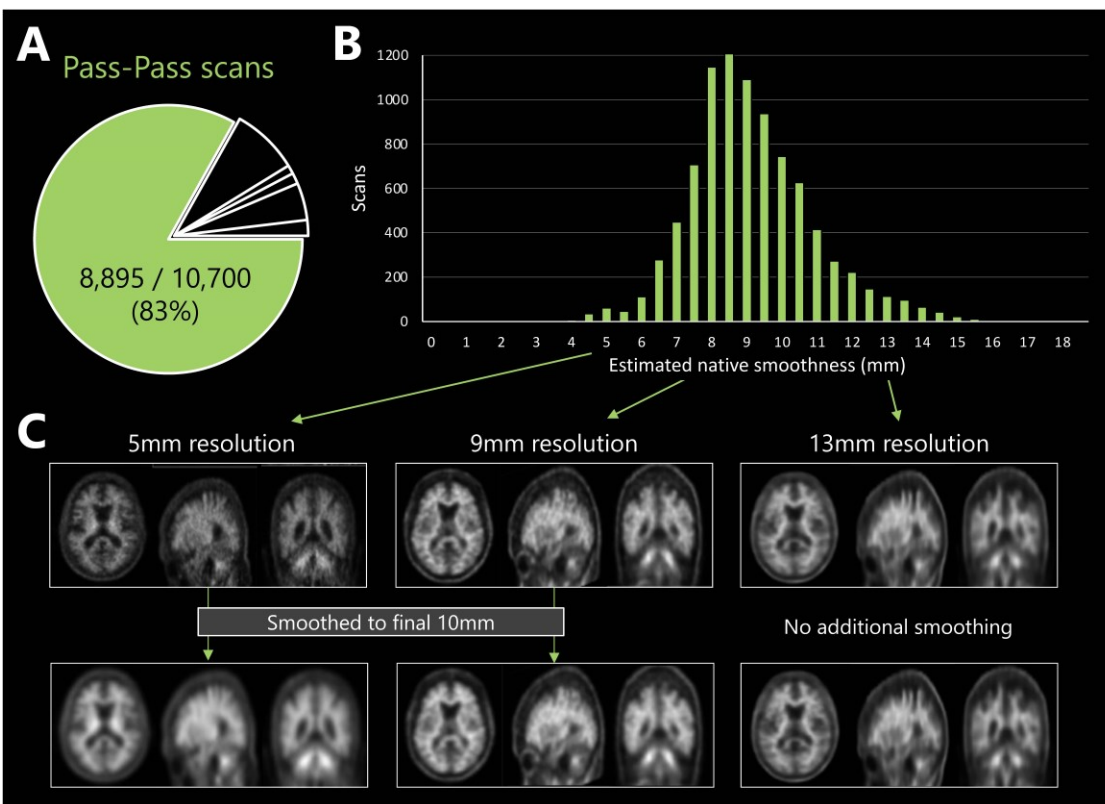 A
Pass-Pass scans
8,895 / 10,700
(83%)
B
1200
1000
800
600
400
200
0
Scans
0 1 2 3 4 5 6 7 8 9 10 11 12 13 14 15 16 17 18
Estimated native smoothness (mm)
C
5mm resolution
9mm resolution
13mm resolution
Smoothed to final 10mm
No additional smoothing